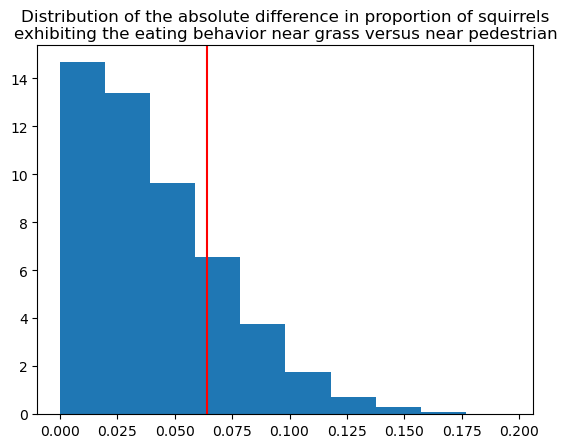 Distribution of the absolute difference in proportion of squirrels
exhibiting the eating behavior near grass versus near pedestrian
14
12
10
8
6
4
2
0
0.000 0.025 0.050 0.075 0.100 0.125 0.150 0.175 0.200